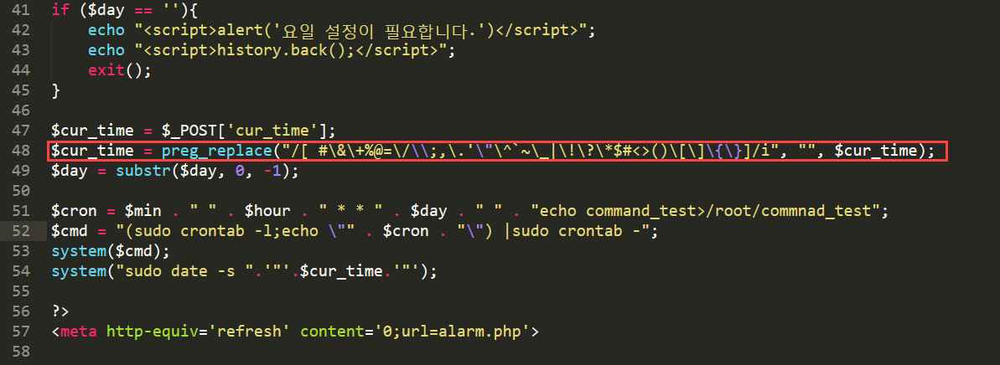 41 if ($day == ''){
42 echo "<script>alert('요일 설정이 필요합니다.')</script>";
43 echo "<script>history.back();</script>";
44 exit();
45 }
46
47 $cur_time = $_POST['cur_time'];
48 $cur_time = preg_replace("/[ #\&\+%@=\/\\;,\.'\"\^`~\_|\!\?\*$#<>()\[\]\{\}]/i", "", $cur_time);
49 $day = substr($day, 0, -1);
50
51 $cron = $min . " " . $hour . " * * " . $day . " " . "echo command_test>/root/commnad_test";
52 $cmd = "(sudo crontab -l;echo \"" . $cron . "\") |sudo crontab -";
53 system($cmd);
54 system("sudo date -s ".'"'.$cur_time.'"');
55
56 ?>
57 <meta http-equiv='refresh' content='0;url=alarm.php'>
58